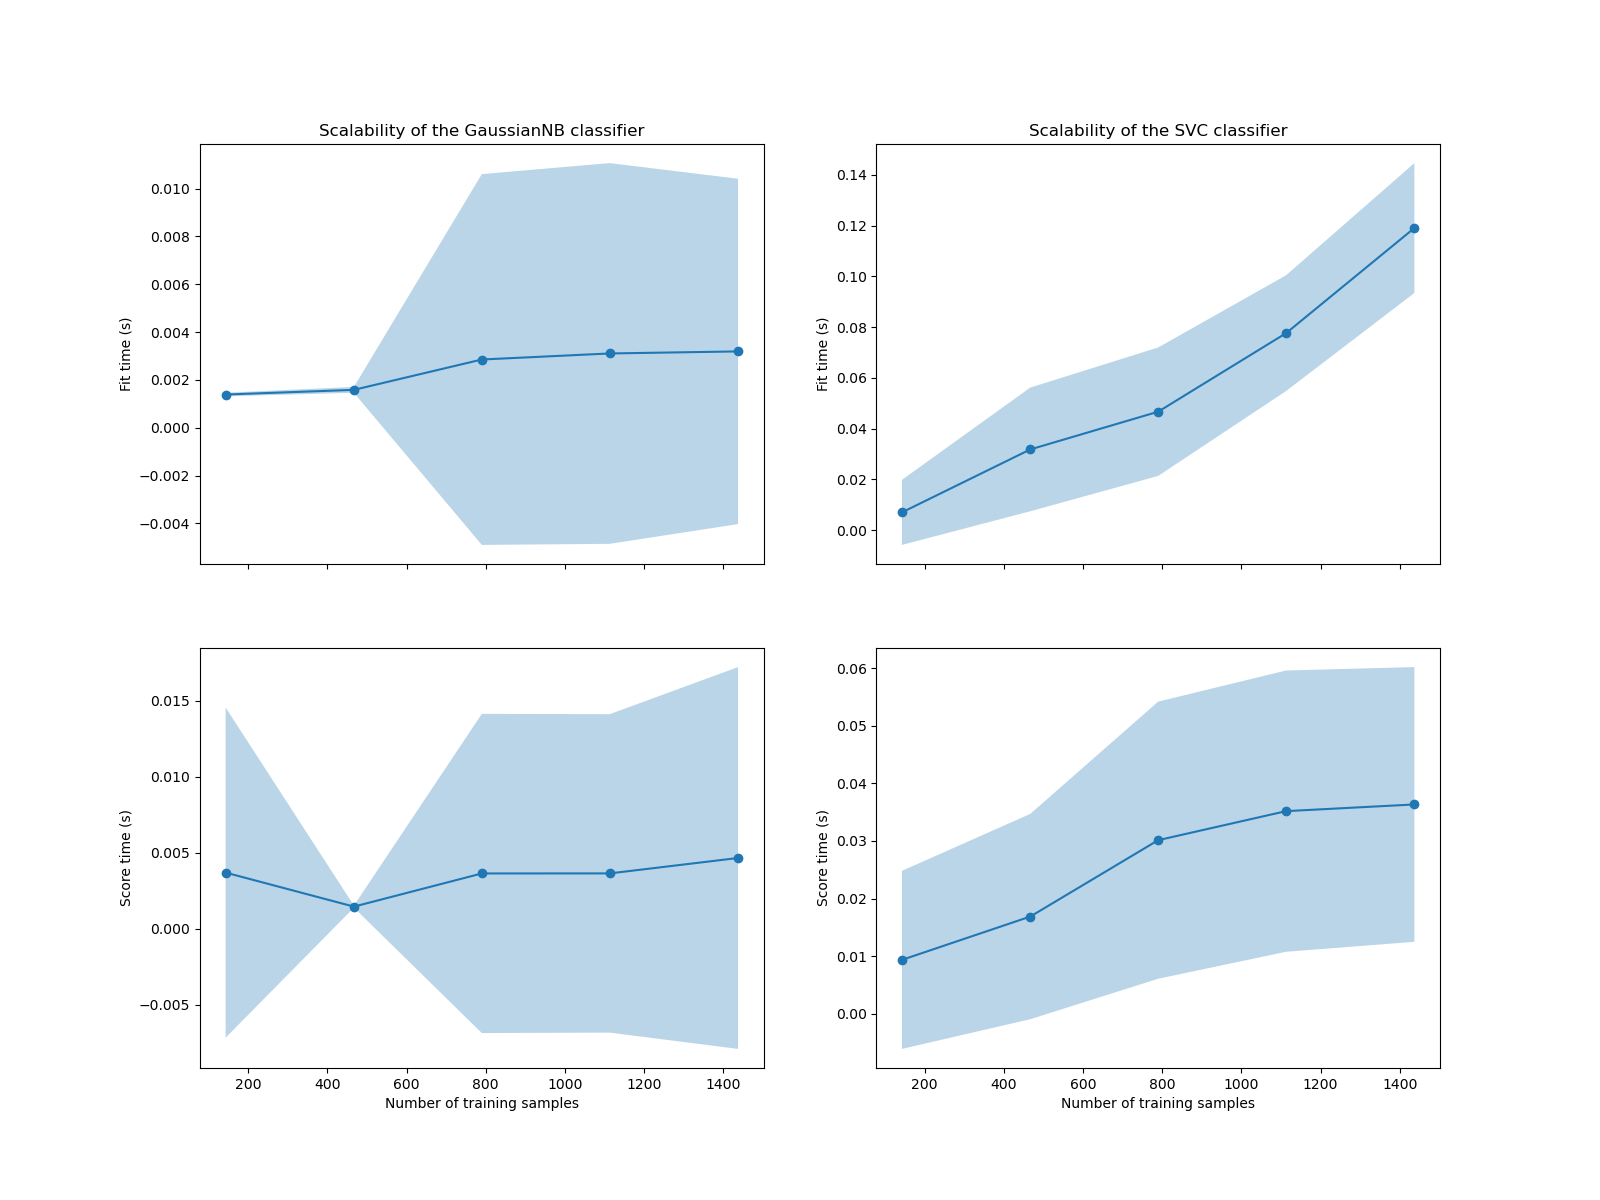 Scalability of the GaussianNB classifier
Fit time (s)
0.010
0.008
0.006
0.004
0.002
0.000
−0.002
−0.004
Scalability of the SVC classifier
Fit time (s)
0.14
0.12
0.10
0.08
0.06
0.04
0.02
0.00
Score time (s)
0.015
0.010
0.005
0.000
−0.005
200 400 600 800 1000 1200 1400
Number of training samples
Score time (s)
0.06
0.05
0.04
0.03
0.02
0.01
0.00
200 400 600 800 1000 1200 1400
Number of training samples